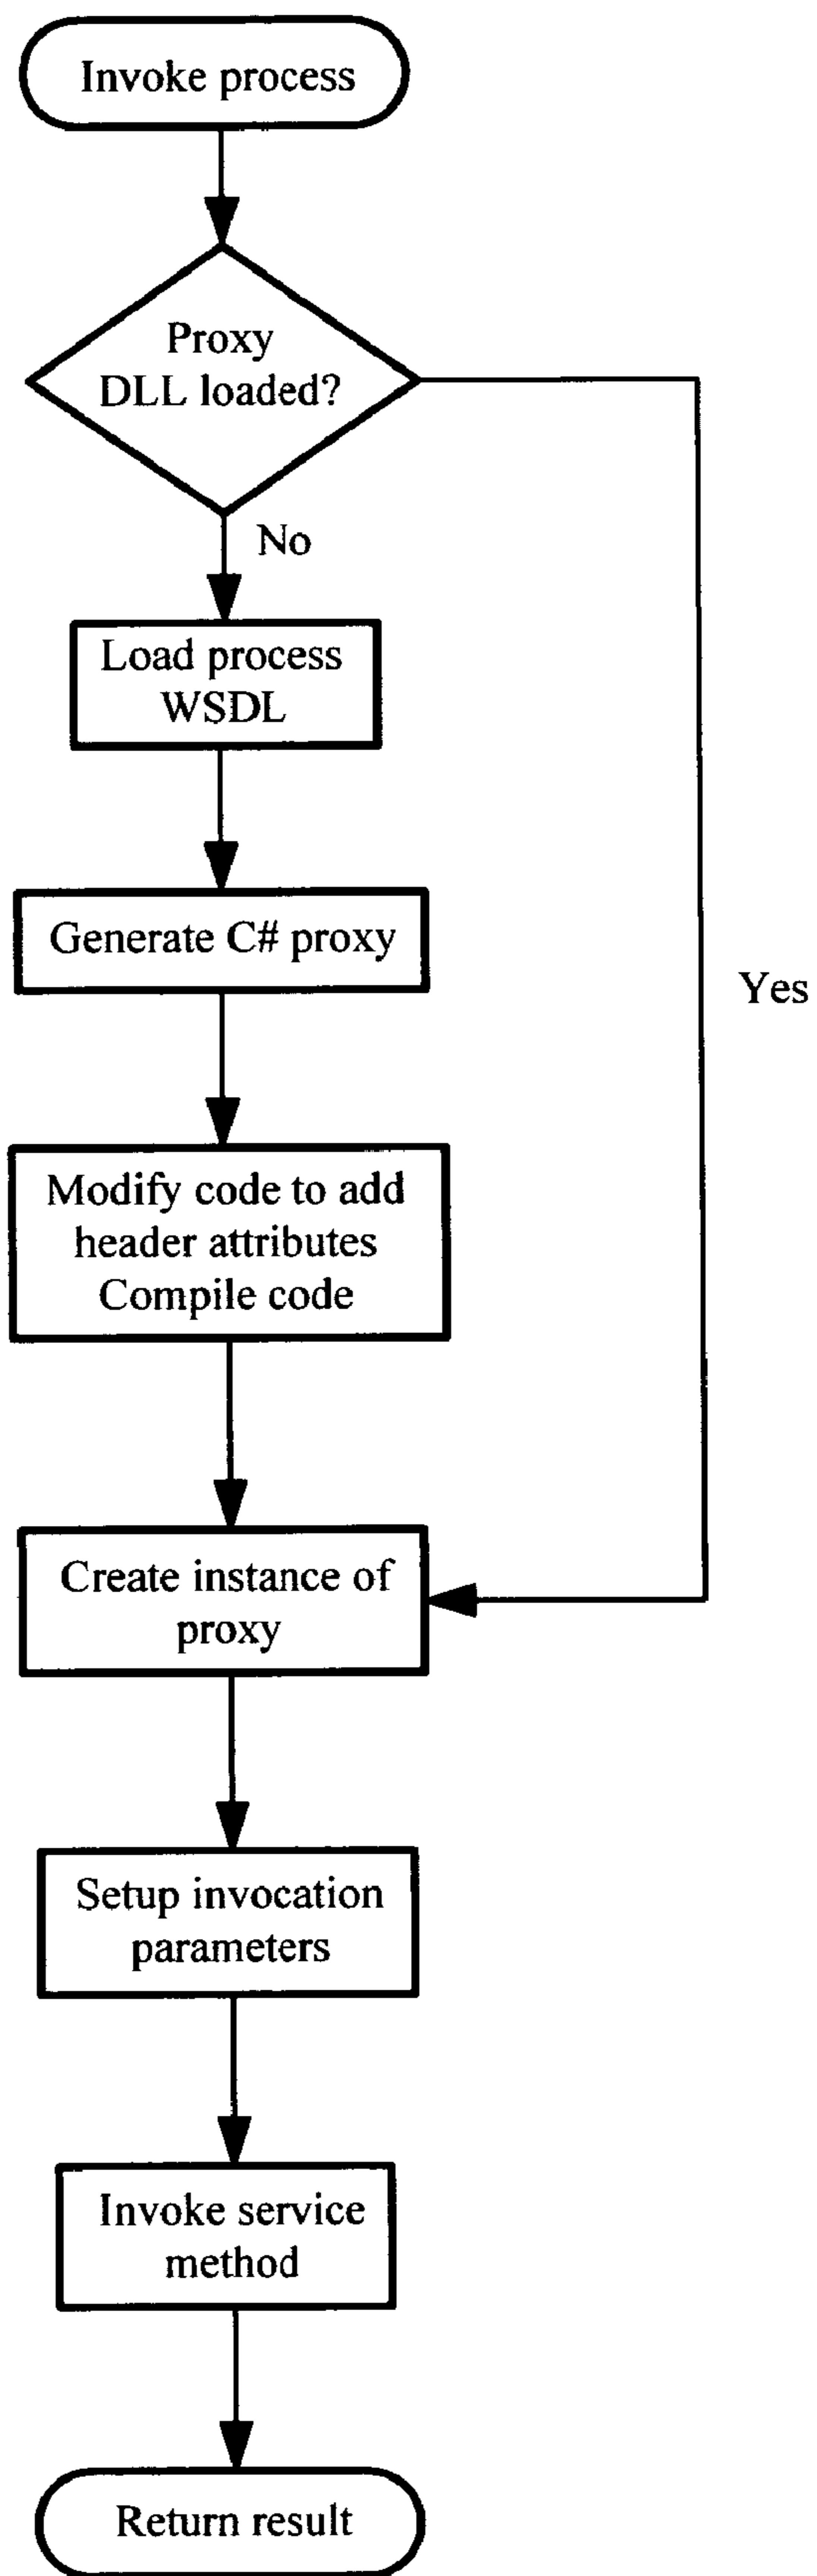 Invoke process
Proxy
DLL loaded?
No
Load process
WSDL
Generate C# proxy
Yes
Modify code to add
header attributes
Compile code
Create instance of
proxy
Setup invocation
parameters
Invoke service
method
Return result